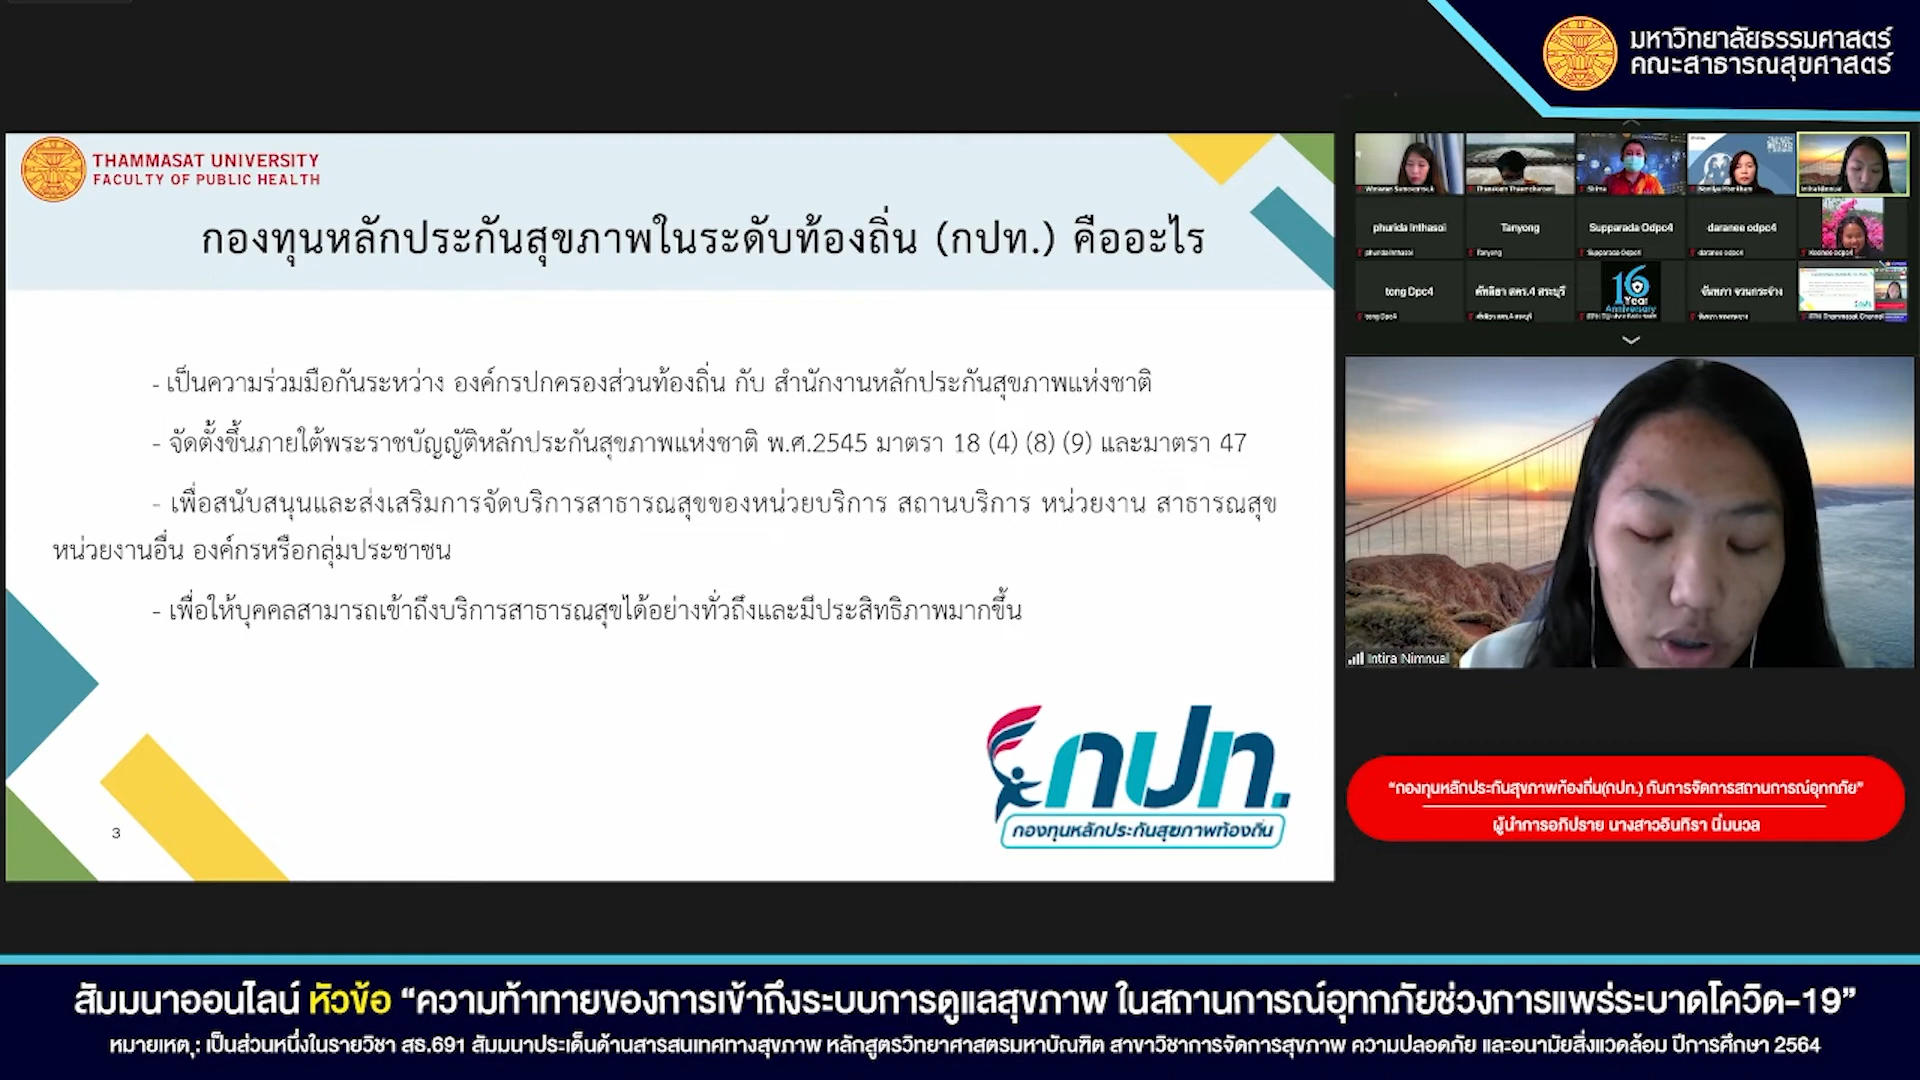 มหาวิทยาลัยธรรมศาสตร์
คณะสาธารณสุขศาสตร์
THAMMASAT UNIVERSITY
FACULTY OF PUBLIC HEALTH
กองทุนหลักประกันสุขภาพในระดับท้องถิ่น (กปท.) คืออะไร
- เป็นความร่วมมือกันระหว่าง องค์กรปกครองส่วนท้องถิ่น กับ สำนักงานหลักประกันสุขภาพแห่งชาติ
- จัดตั้งขึ้นภายใต้พระราชบัญญัติหลักประกันสุขภาพแห่งชาติ พ.ศ.2545 มาตรา 18 (4) (8) (9) และมาตรา 47
- เพื่อสนับสนุนและส่งเสริมการจัดบริการสาธารณสุขของหน่วยบริการ สถานบริการ หน่วยงาน สาธารณสุข
หน่วยงานอื่น องค์กรหรือกลุ่มประชาชน
- เพื่อให้บุคคลสามารถเข้าถึงบริการสาธารณสุขได้อย่างทั่วถึงและมีประสิทธิภาพมากขึ้น
กปท.
กองทุนหลักประกันสุขภาพท้องถิ่น
3
Intira Nimnual
phurida Inthasoi
Tanyong
Supparada Odpc4
daranee odpc4
phurida Inthasoi
Tanyong
Supparada Odpc4
daranee odpc4
tong Dpc4
คัทลียา สคร.4 สระบุรี
16
Year
Anniversary
tong Dpc4
Intira Nimnual
“กองทุนหลักประกันสุขภาพท้องถิ่น(กปท.) กับการจัดการสถานการณ์อุทกภัย”
ผู้นำการอภิปราย นางสาวอินทิรา นิ่มนวล
สัมมนาออนไลน์ หัวข้อ “ความท้าทายของการเข้าถึงระบบการดูแลสุขภาพ ในสถานการณ์อุทกภัยช่วงการแพร่ระบาดโควิด-19”
หมายเหตุ : เป็นส่วนหนึ่งในรายวิชา สธ.691 สัมมนาประเด็นด้านสารสนเทศทางสุขภาพ หลักสูตรวิทยาศาสตรมหาบัณฑิต สาขาวิชาการจัดการสุขภาพ ความปลอดภัย และอนามัยสิ่งแวดล้อม ปีการศึกษา 2564